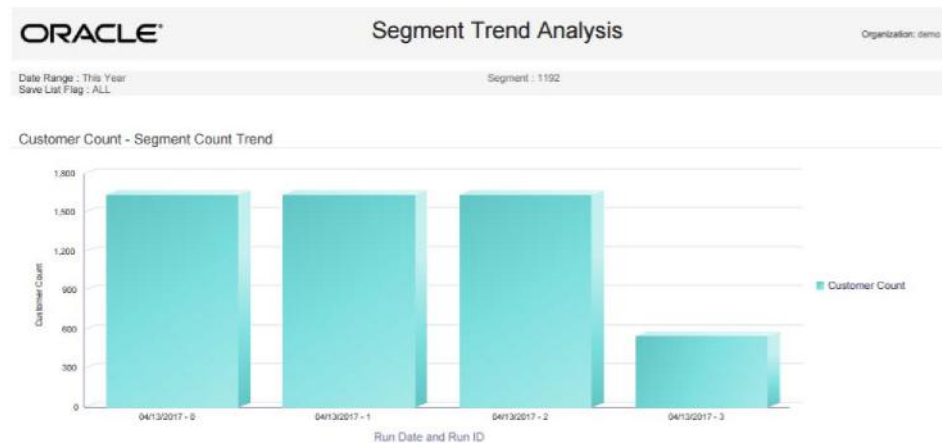 ORACLE®
Segment Trend Analysis
Organization: demo
Date Range : This Year
Save List Flag : ALL
Segment : 1192
Customer Count - Segment Count Trend
Customer Count
1,800
1,500
1,200
900
600
300
0
04/13/2017 - 0
04/13/2017 - 1
04/13/2017 - 2
04/13/2017 - 3
Run Date and Run ID
Customer Count